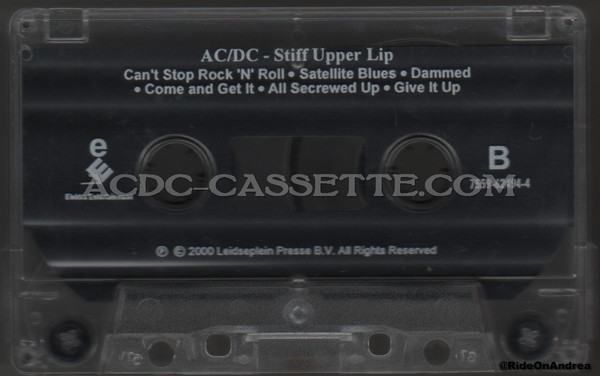 AC/DC - Stiff Upper Lip
Can't Stop Rock 'N' Roll • Satellite Blues • Dammed
• Come and Get It • All Secrewed Up • Give It Up
e
B
ACDC-CASSETTE.COM
Ⓟ © 2000 Leidseplein Presse B.V. All Rights Reserved
@RideOnAndrea